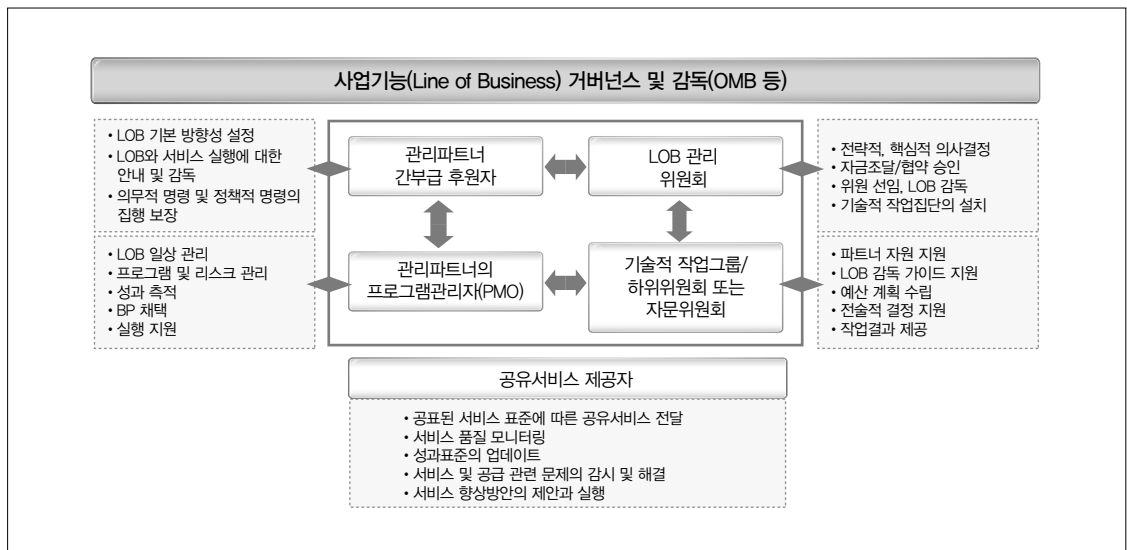 사업기능(Line of Business) 거버넌스 및 감독(OMB 등)
• LOB 기본 방향성 설정
• LOB와 서비스 실행에 대한
안내 및 감독
• 의무적 명령 및 정책적 명령의
집행 보장
관리파트너
간부급 후원자
LOB 관리
위원회
• 전략적, 핵심적 의사결정
• 자금조달/협약 승인
• 위원 선임, LOB 감독
• 기술적 작업집단의 설치
• LOB 일상 관리
• 프로그램 및 리스크 관리
• 성과 측정
• BP 채택
• 실행 지원
관리파트너의
프로그램관리자(PMO)
기술적 작업그룹/
하위위원회 또는
자문위원회
• 파트너 자원 지원
• LOB 감독 가이드 지원
• 예산 계획 수립
• 전술적 결정 지원
• 작업결과 제공
공유서비스 제공자
• 공표된 서비스 표준에 따른 공유서비스 전달
• 서비스 품질 모니터링
• 성과표준의 업데이트
• 서비스 및 공급 관련 문제의 감시 및 해결
• 서비스 향상방안의 제안과 실행